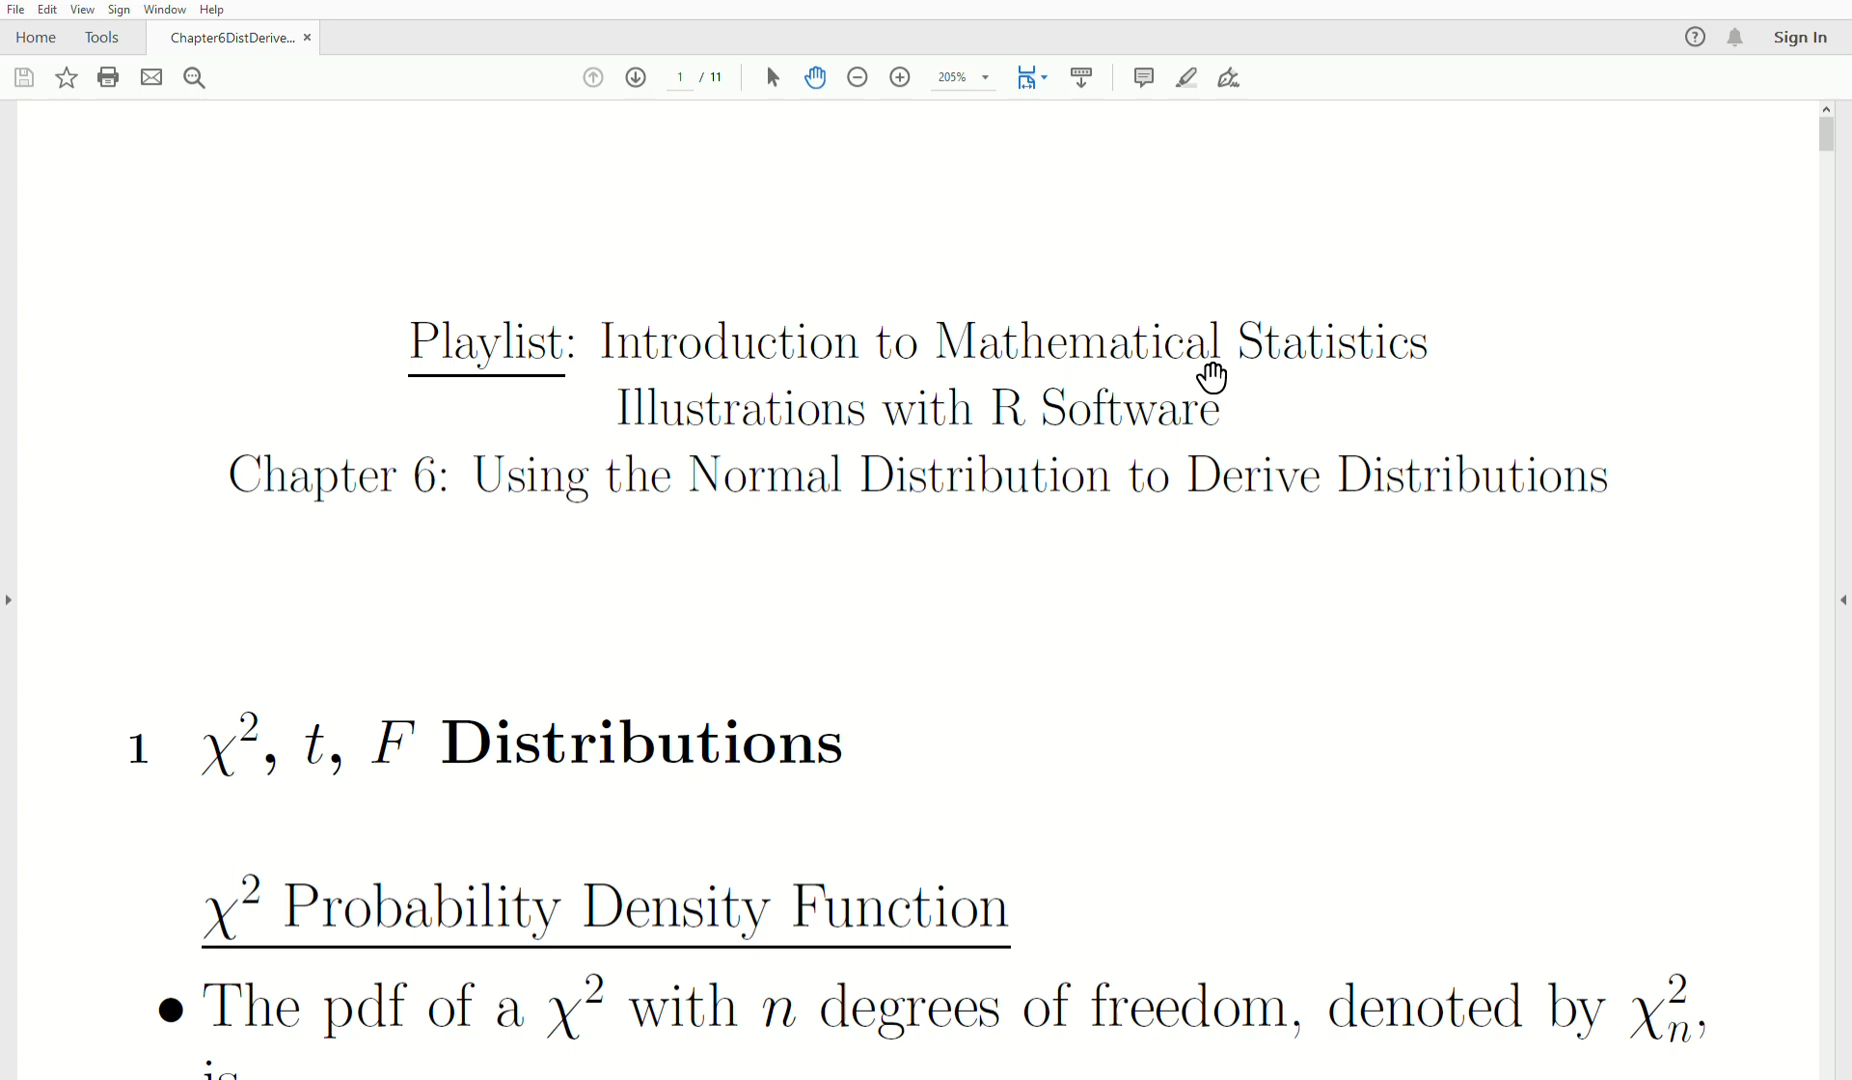 File Edit View Sign Window Help
Home Tools Chapter6DistDerive... × Sign In
1 / 11 205%
Playlist: Introduction to Mathematical Statistics
Illustrations with R Software
Chapter 6: Using the Normal Distribution to Derive Distributions
1 χ², t, F Distributions
χ² Probability Density Function
• The pdf of a χ² with n degrees of freedom, denoted by χ²ₙ,
is